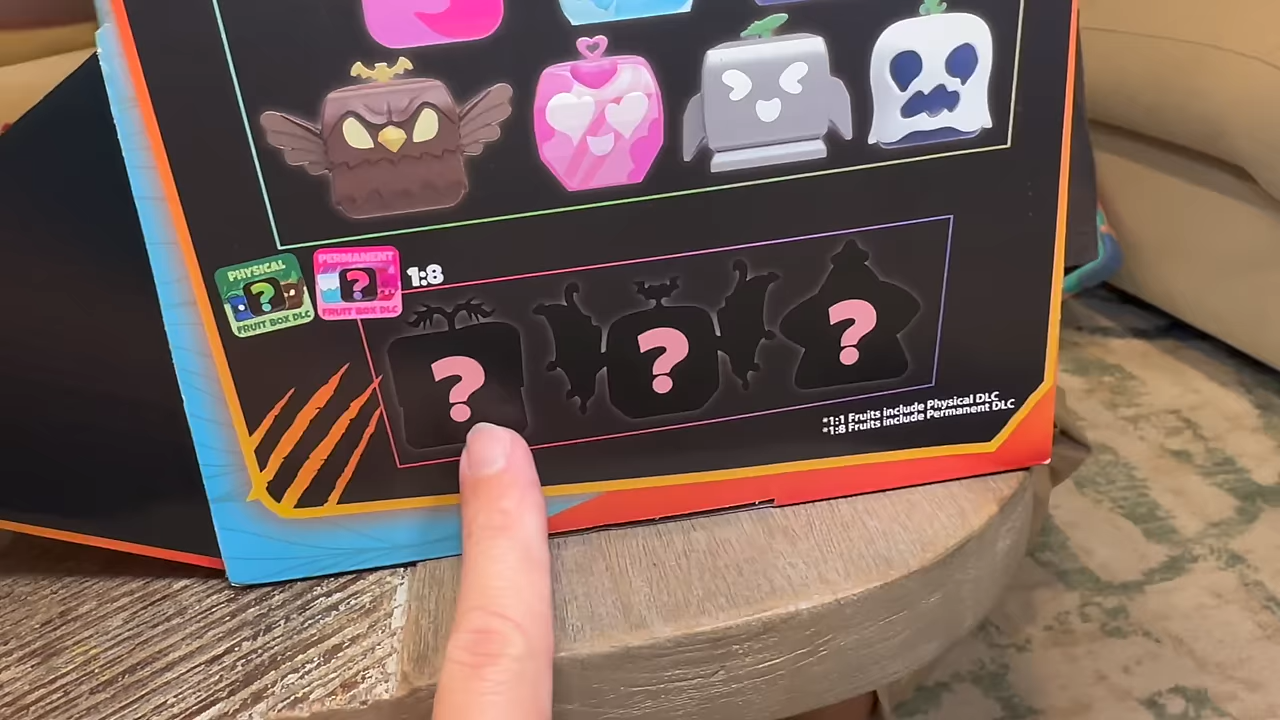 PHYSICAL
?
FRUIT BOX DLC
PERMANENT
?
FRUIT BOX DLC
1:8
?
?
?
*1:1 Fruits include Physical DLC
*1:8 Fruits include Permanent DLC